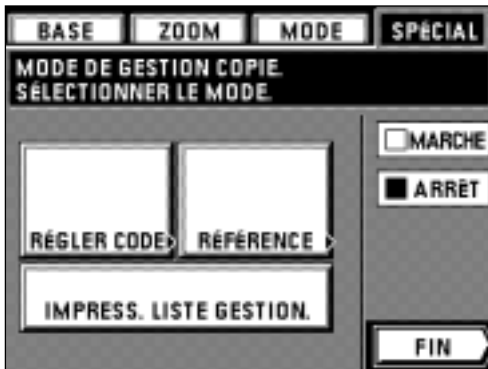 BASE ZOOM MODE SPÉCIAL
MODE DE GESTION COPIE.
SÉLECTIONNER LE MODE.
MARCHE
ARRÊT
RÉGLER CODE RÉFÉRENCE
IMPRESS. LISTE GESTION.
FIN